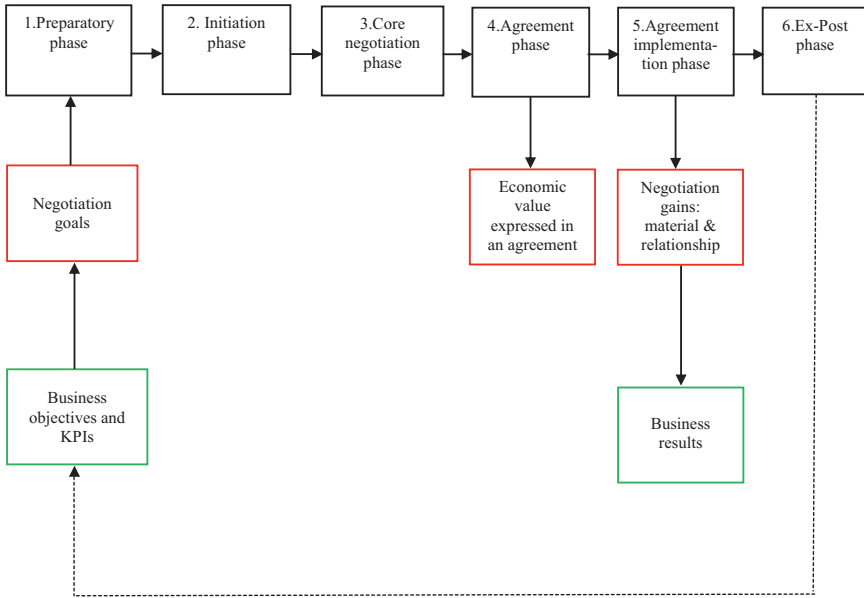 1.Preparatory
phase
2. Initiation
phase
3.Core
negotiation
phase
4.Agreement
phase
5.Agreement
implementa-
tion phase
6.Ex-Post
phase
Negotiation
goals
Economic
value
expressed in
an agreement
Negotiation
gains:
material &
relationship
Business
objectives and
KPIs
Business
results